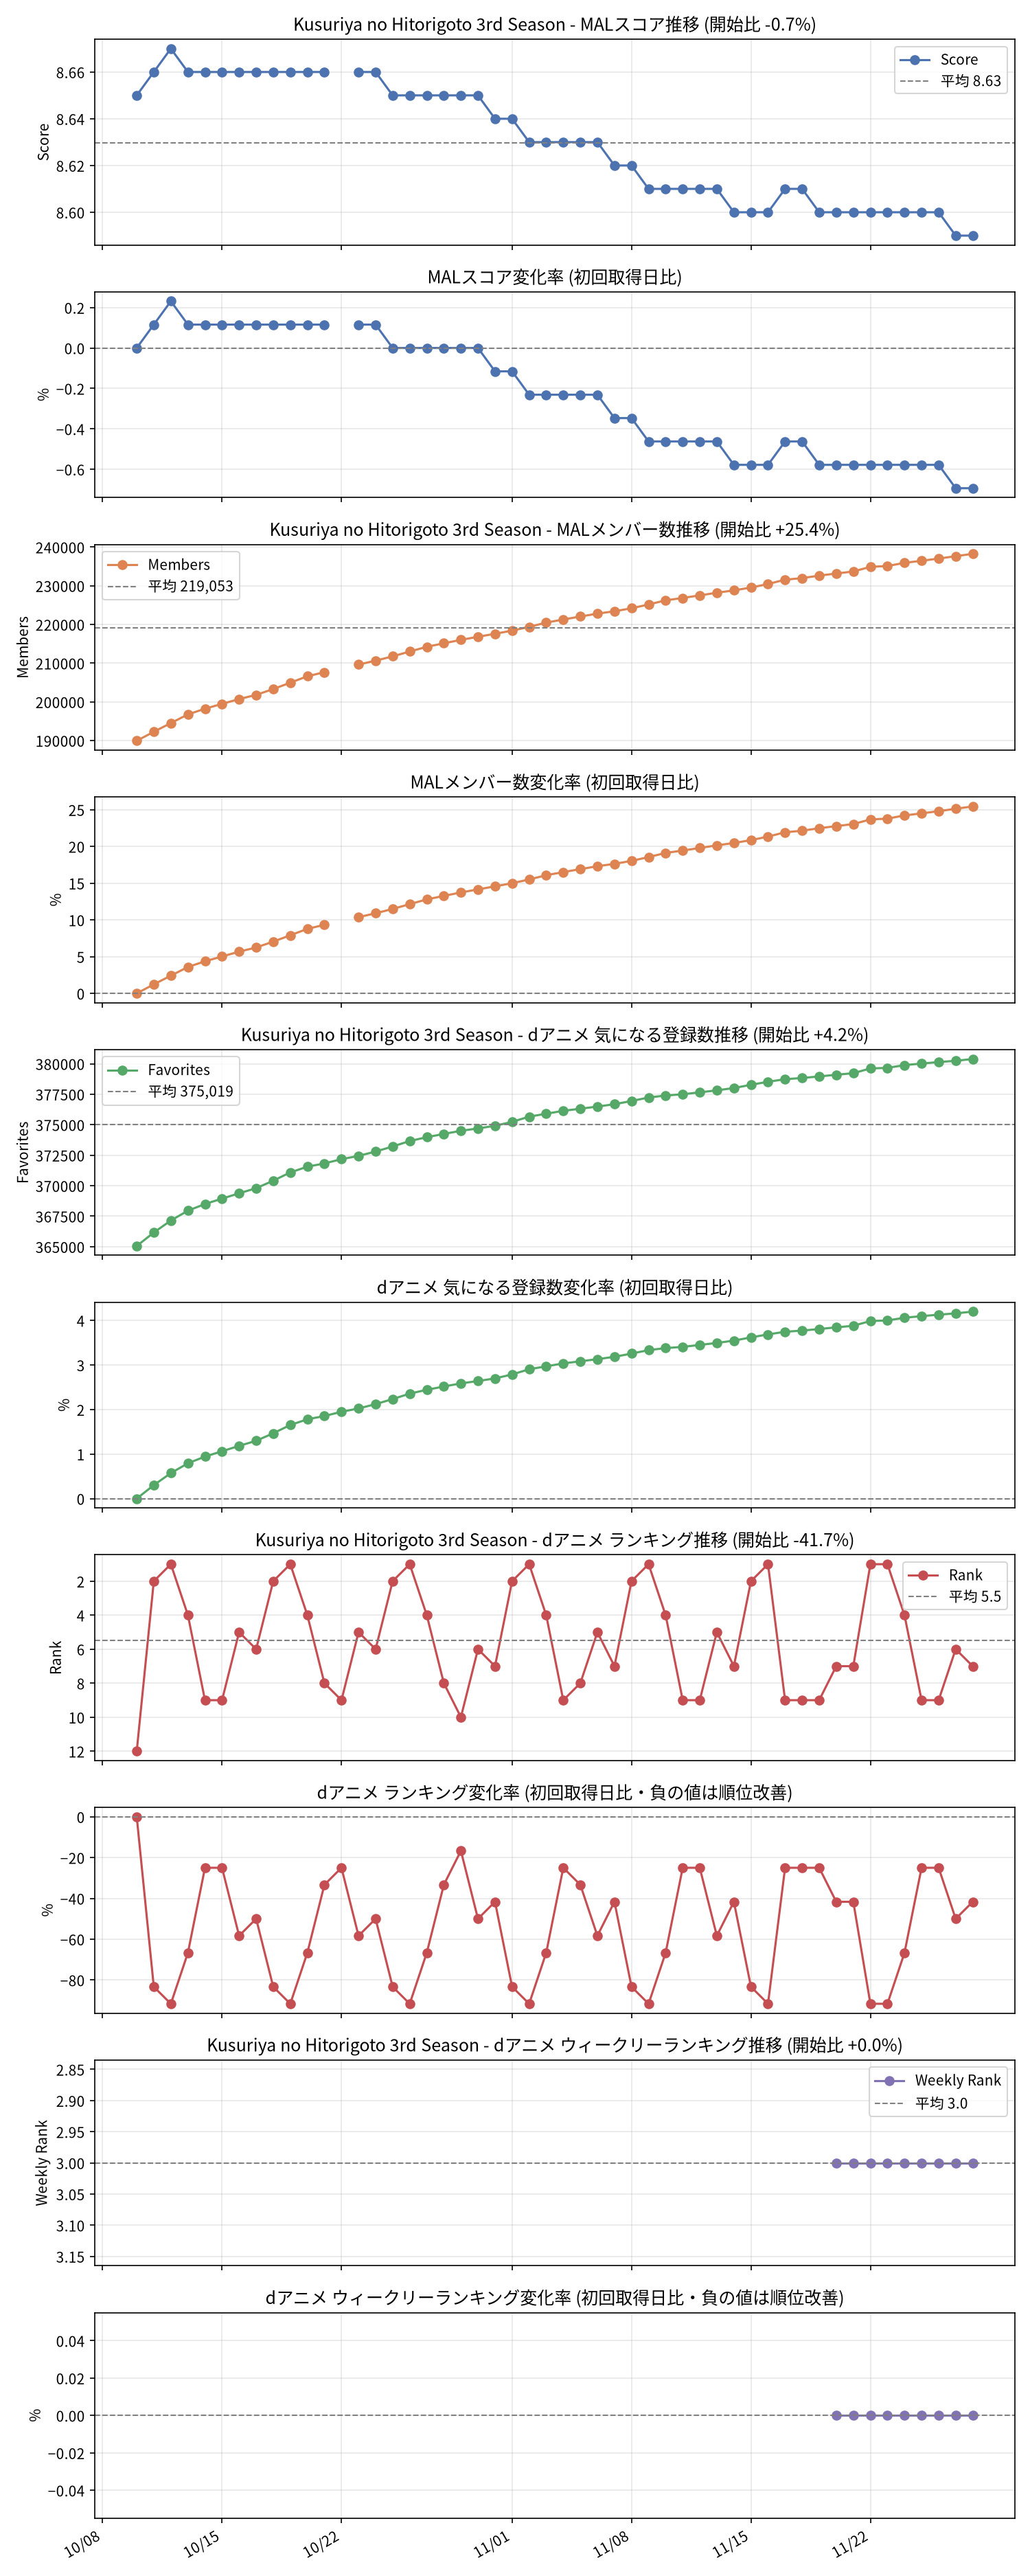 Kusuriya no Hitorigoto 3rd Season - MALスコア推移 (開始比 -0.7%)
Score
平均 8.63
Score
8.66
8.64
8.62
8.60
MALスコア変化率 (初回取得日比)
%
0.2
0.0
−0.2
−0.4
−0.6
Kusuriya no Hitorigoto 3rd Season - MALメンバー数推移 (開始比 +25.4%)
Members
平均 219,053
Members
240000
230000
220000
210000
200000
190000
MALメンバー数変化率 (初回取得日比)
%
25
20
15
10
5
0
Kusuriya no Hitorigoto 3rd Season - dアニメ 気になる登録数推移 (開始比 +4.2%)
Favorites
平均 375,019
Favorites
380000
377500
375000
372500
370000
367500
365000
dアニメ 気になる登録数変化率 (初回取得日比)
%
4
3
2
1
0
Kusuriya no Hitorigoto 3rd Season - dアニメ ランキング推移 (開始比 -41.7%)
Rank
平均 5.5
Rank
2
4
6
8
10
12
dアニメ ランキング変化率 (初回取得日比・負の値は順位改善)
%
0
−20
−40
−60
−80
Kusuriya no Hitorigoto 3rd Season - dアニメ ウィークリーランキング推移 (開始比 +0.0%)
Weekly Rank
平均 3.0
Weekly Rank
2.85
2.90
2.95
3.00
3.05
3.10
3.15
dアニメ ウィークリーランキング変化率 (初回取得日比・負の値は順位改善)
%
0.04
0.02
0.00
−0.02
−0.04
10/08
10/15
10/22
11/01
11/08
11/15
11/22